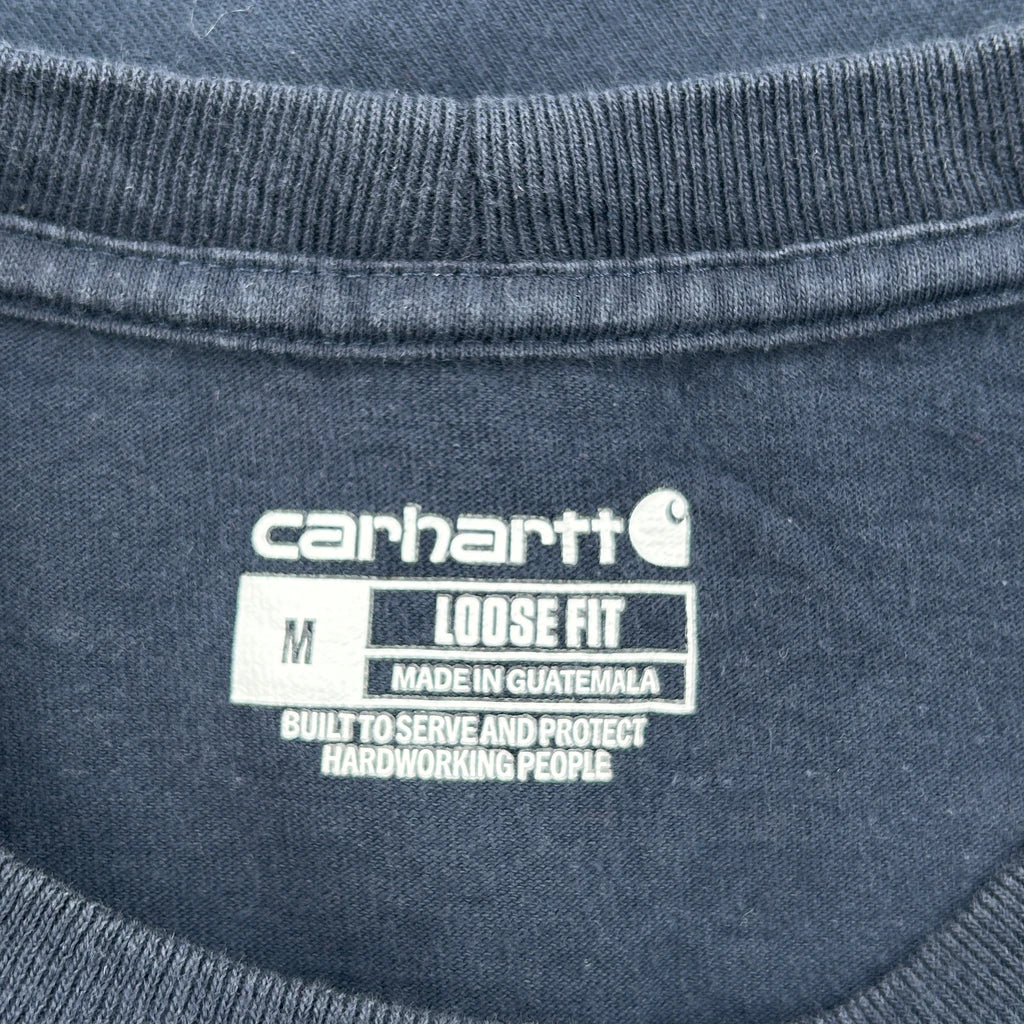 carhartt
M
LOOSE FIT
MADE IN GUATEMALA
BUILT TO SERVE AND PROTECT
HARDWORKING PEOPLE